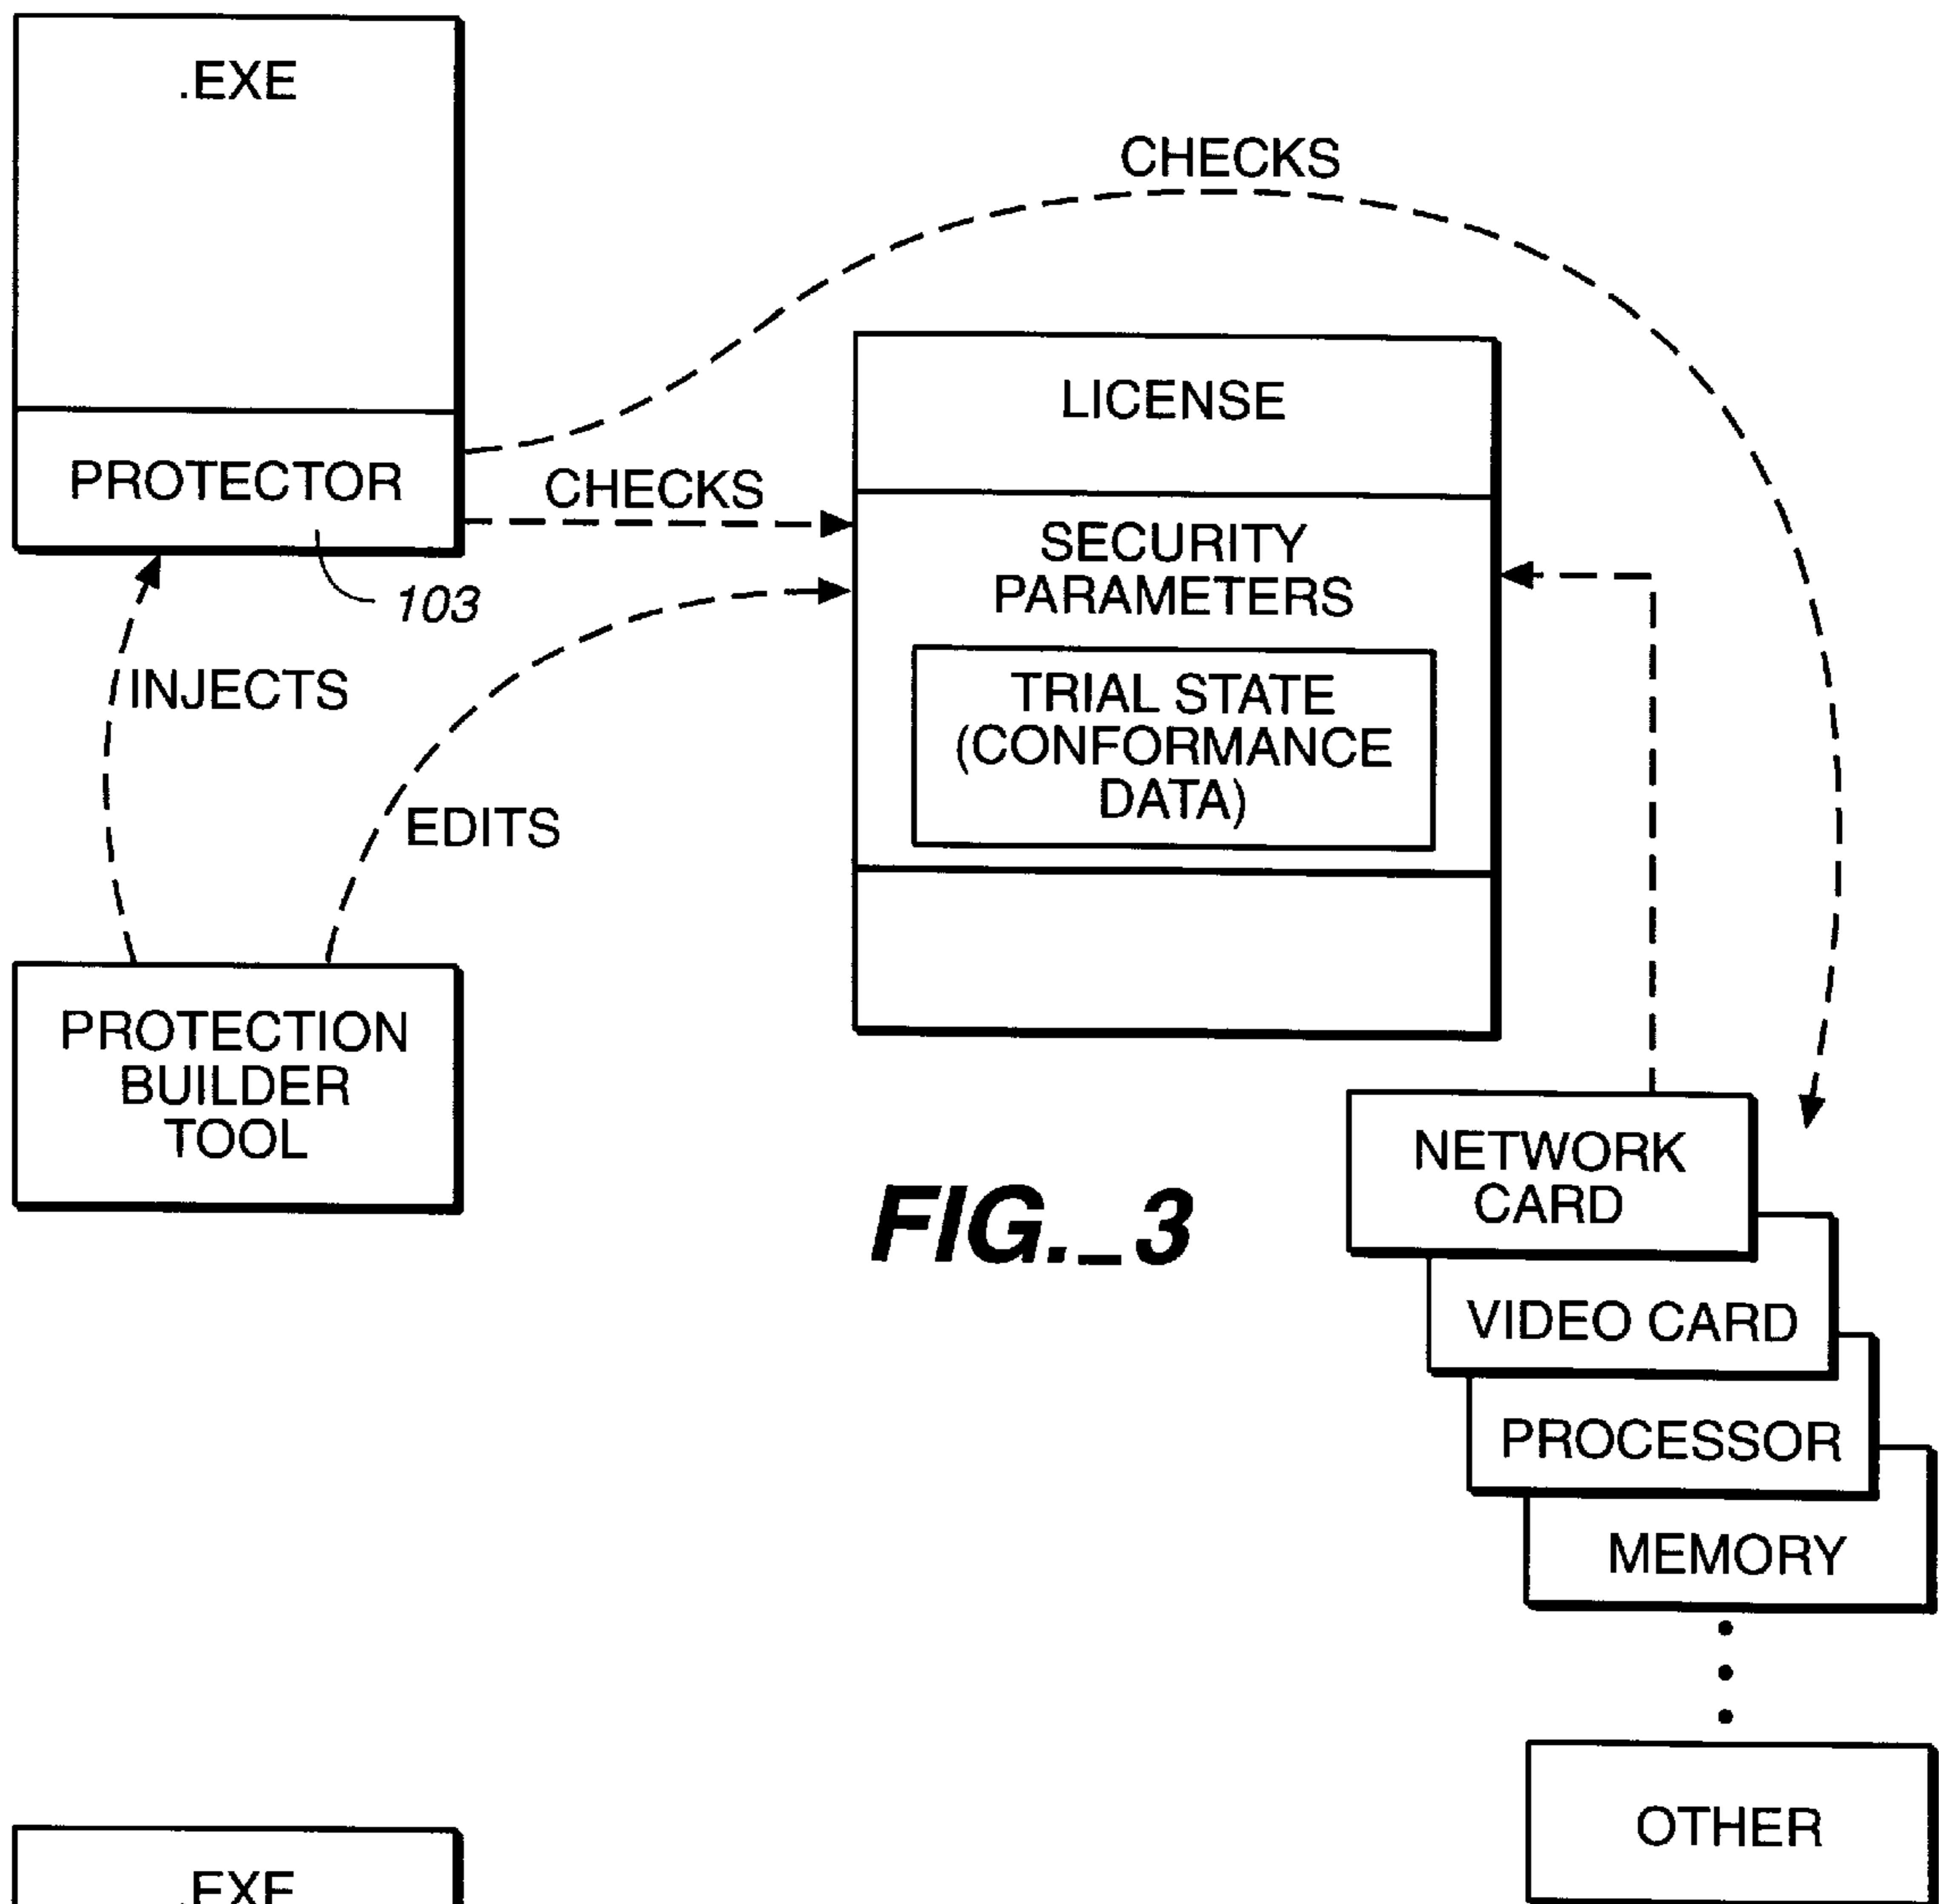 .EXE
CHECKS
LICENSE
PROTECTOR
CHECKS
SECURITY
PARAMETERS
103
INJECTS
TRIAL STATE
(CONFORMANCE
DATA)
EDITS
PROTECTION
BUILDER
TOOL
NETWORK
CARD
FIG._3
VIDEO CARD
PROCESSOR
MEMORY
OTHER
.EXE